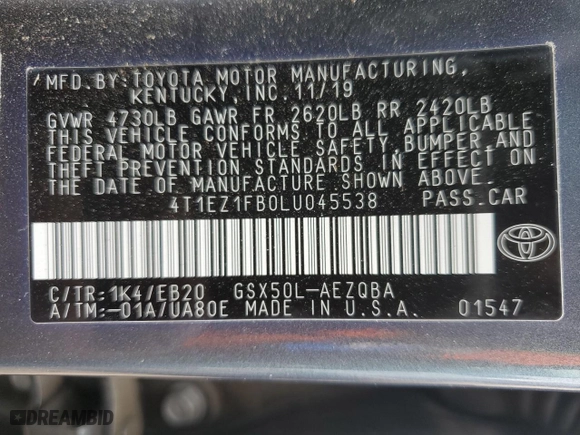 MFD. BY: TOYOTA MOTOR MANUFACTURING,
KENTUCKY, INC. 11/19
GVWR 4730LB GAWR FR 2620LB RR 2420LB
THIS VEHICLE CONFORMS TO ALL APPLICABLE
FEDERAL MOTOR VEHICLE SAFETY, BUMPER, AND
THEFT PREVENTION STANDARDS IN EFFECT ON
THE DATE OF MANUFACTURE SHOWN ABOVE.
4T1EZ1FB0LU045538 PASS. CAR
C/TR: 1K4/EB20 GSX50L-AEZQBA
A/TM: -01A/UA80E MADE IN U.S.A. 01547
DREAMBID